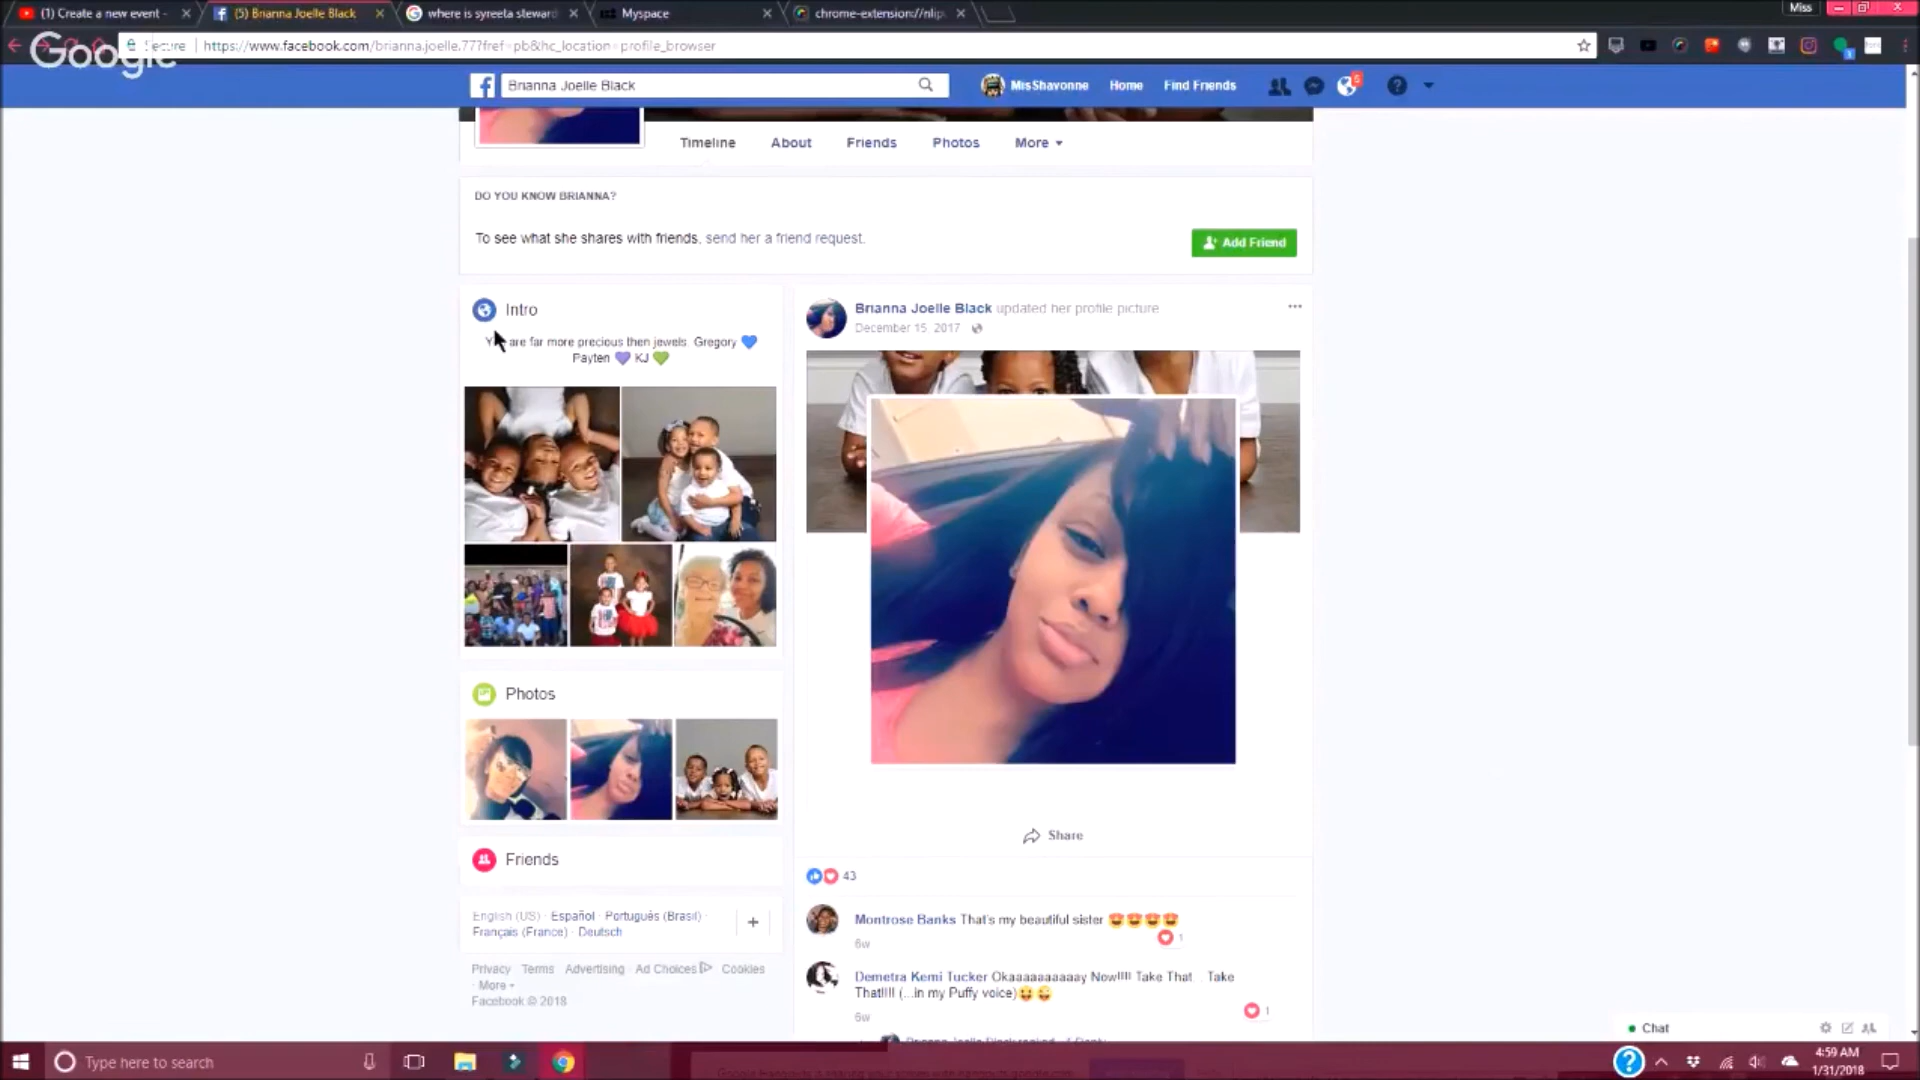 (1) Create a new event -
(5) Brianna Joelle Black
where is syreeta steward
Myspace
chrome-extension://nlip
Miss
Google
https://www.facebook.com/brianna.joelle.77?fref=pb&hc_location=profile_browser
Brianna Joelle Black
MisShavonne
Home
Find Friends
5
Timeline
About
Friends
Photos
More
DO YOU KNOW BRIANNA?
To see what she shares with friends, send her a friend request.
Add Friend
Intro
are far more precious then jewels. Gregory 💙
Payten 💜 KJ 💚
Brianna Joelle Black updated her profile picture
December 15, 2017
Photos
Friends
Share
43
Montrose Banks That's my beautiful sister 😍😍😍😍
6w
1
Demetra Kemi Tucker Okaaaaaaaaaay Now!!!! Take That... Take
That!!!! (...in my Puffy voice)😝😜
6w
1
English (US) · Español · Português (Brasil) ·
Français (France) · Deutsch
Privacy · Terms · Advertising · Ad Choices · Cookies
· More
Facebook © 2018
Chat
Type here to search
4:59 AM
1/31/2018